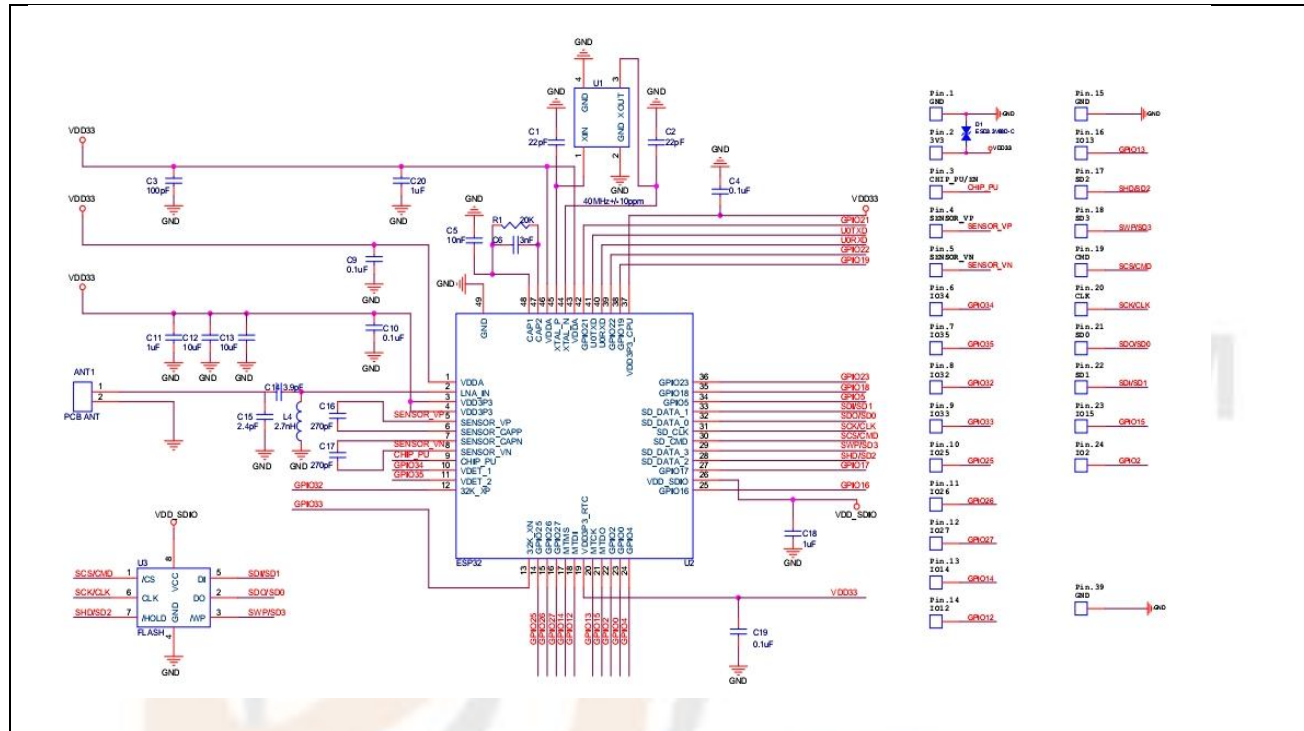 GND
4
3
U1
GND
XOUT
XIN
GND
1
2
GND
GND
C1
22pF
GND
C2
22pF
40MHz+/-10ppm
VDD33
C3
100pF
GND
C20
1uF
GND
VDD33
C9
0.1uF
GND
VDD33
C11
1uF
C12
10uF
C13
10uF
GND
GND
GND
C10
0.1uF
GND
GND
C5
10nF
R1
20K
C6
3nF
GND
GND
C4
0.1uF
VDD33
GPIO21
U0TXD
U0RXD
GPIO22
GPIO19
49
48
47
46
45
44
43
42
41
40
39
38
37
GND
CAP1
CAP2
VDDA
XTAL_P
XTAL_N
VDDA
GPIO21
U0TXD
U0RXD
GPIO22
GPIO19
VDD3P3_CPU
ANT1
1
2
PCB ANT
C14
3.9pF
C15
2.4pF
L4
2.7nH
GND
GND
GND
C16
270pF
C17
270pF
SENSOR_VP
SENSOR_VN
CHIP_PU
GPIO34
GPIO35
GPIO32
GPIO33
1 VDDA
2 LNA_IN
3 VDD3P3
4 VDD3P3
5 SENSOR_VP
6 SENSOR_CAPP
7 SENSOR_CAPN
8 SENSOR_VN
9 CHIP_PU
10 VDET_1
11 VDET_2
12 32K_XP
GPIO23 36 GPIO23
GPIO18 35 GPIO18
GPIO5 34 GPIO5
SD_DATA_1 33 SDI/SD1
SD_DATA_0 32 SDO/SD0
SD_CLK 31 SCK/CLK
SD_CMD 30 SCS/CMD
SD_DATA_3 29 SWP/SD3
SD_DATA_2 28 SHD/SD2
GPIO17 27 GPIO17
VDD_SDIO 26
GPIO16 25 GPIO16
VDD_SDIO
C18
1uF
GND
32K_XN
GPIO25
GPIO26
GPIO27
MTMS
MTDI
VDD3P3_RTC
MTCK
MTDO
GPIO2
GPIO0
GPIO4
ESP32
U2
13
14
15
16
17
18
19
20
21
22
23
24
GPIO25
GPIO26
GPIO27
GPIO14
GPIO12
GPIO13
GPIO15
GPIO2
GPIO0
GPIO4
VDD33
C19
0.1uF
GND
VDD_SDIO
8
U3
SCS/CMD 1 /CS
SCK/CLK 6 CLK
SHD/SD2 7 /HOLD
VCC
GND
DI 5 SDI/SD1
DO 2 SDO/SD0
/WP 3 SWP/SD3
FLASH
4
GND
Pin.1
GND
GND
D1
Pin.2
3V3
VDD33
Pin.3
CHIP_PU/EN
CHIP_PU
Pin.4
SENSOR_VP
SENSOR_VP
Pin.5
SENSOR_VN
SENSOR_VN
Pin.6
IO34
GPIO34
Pin.7
IO35
GPIO35
Pin.8
IO32
GPIO32
Pin.9
IO33
GPIO33
Pin.10
IO25
GPIO25
Pin.11
IO26
GPIO26
Pin.12
IO27
GPIO27
Pin.13
IO14
GPIO14
Pin.14
IO12
GPIO12
Pin.15
GND
GND
Pin.16
IO13
GPIO13
Pin.17
SD2
SHD/SD2
Pin.18
SD3
SWP/SD3
Pin.19
CMD
SCS/CMD
Pin.20
CLK
SCK/CLK
Pin.21
SD0
SDO/SD0
Pin.22
SD1
SDI/SD1
Pin.23
IO15
GPIO15
Pin.24
IO2
GPIO2
Pin.39
GND
GND